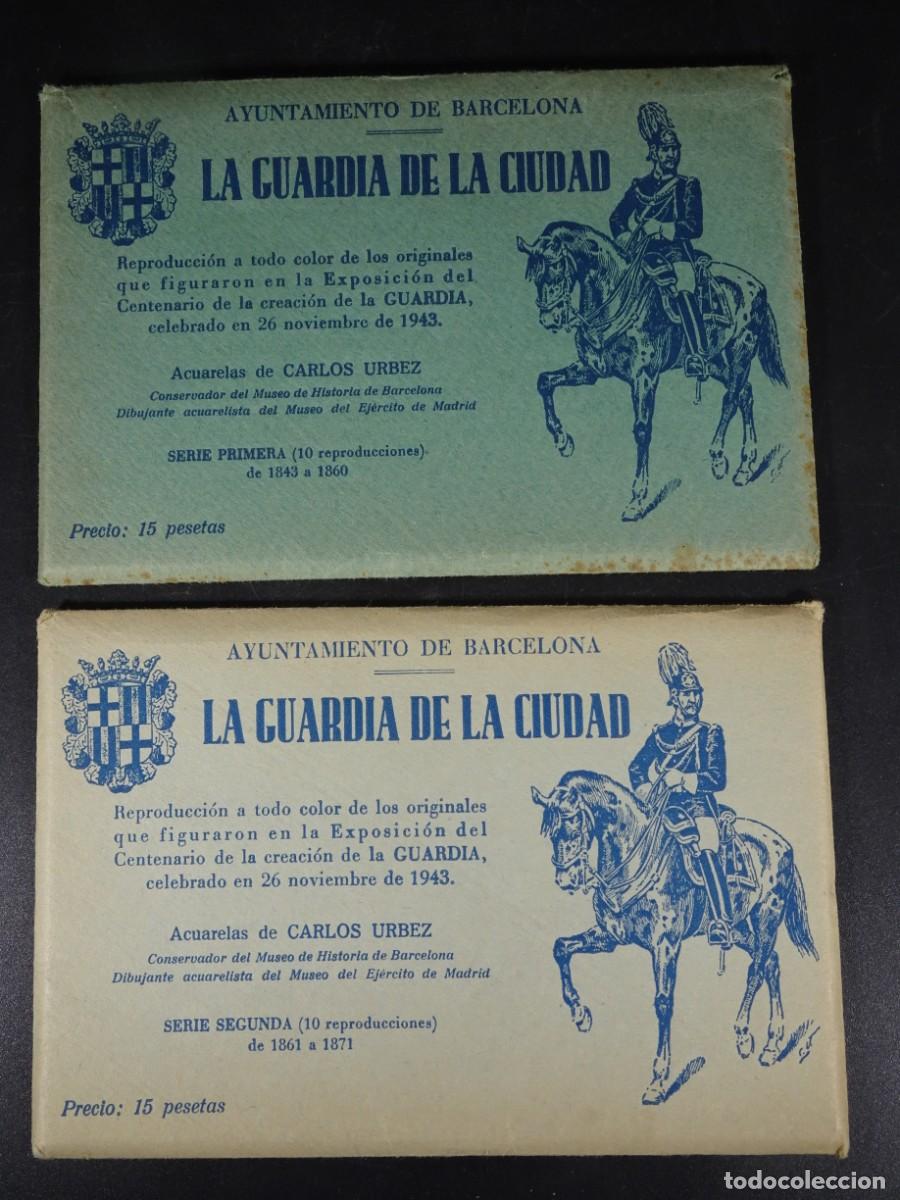 AYUNTAMIENTO DE BARCELONA
LA GUARDIA DE LA CIUDAD
Reproducción a todo color de los originales
que figuraron en la Exposición del
Centenario de la creación de la GUARDIA,
celebrado en 26 noviembre de 1943.
Acuarelas de CARLOS URBEZ
Conservador del Museo de Historia de Barcelona
Dibujante acuarelista del Museo del Ejército de Madrid
SERIE PRIMERA (10 reproducciones)
de 1843 a 1860
Precio: 15 pesetas
AYUNTAMIENTO DE BARCELONA
LA GUARDIA DE LA CIUDAD
Reproducción a todo color de los originales
que figuraron en la Exposición del
Centenario de la creación de la GUARDIA,
celebrado en 26 noviembre de 1943.
Acuarelas de CARLOS URBEZ
Conservador del Museo de Historia de Barcelona
Dibujante acuarelista del Museo del Ejército de Madrid
SERIE SEGUNDA (10 reproducciones)
de 1861 a 1871
Precio: 15 pesetas
todocoleccion.net